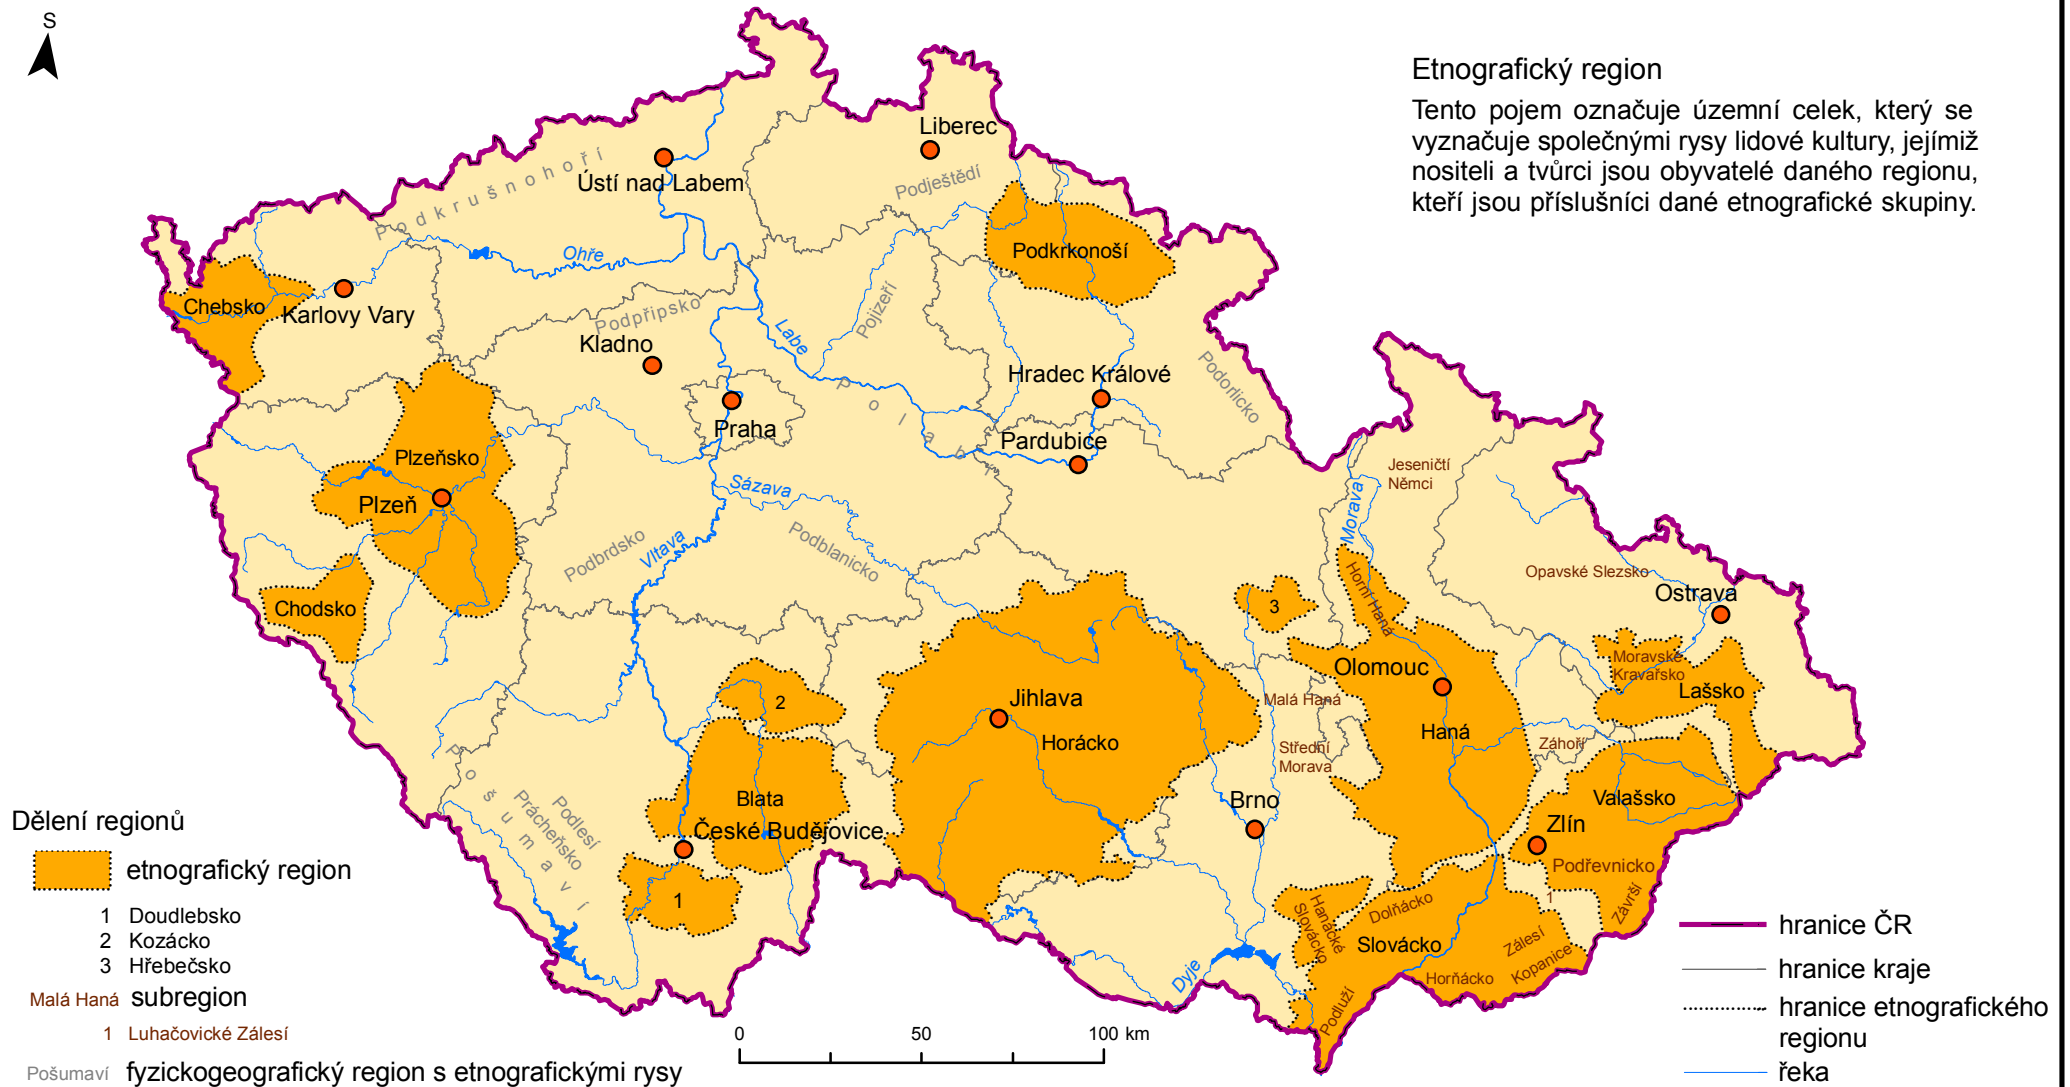 S
Etnografický region
Tento pojem označuje územní celek, který se
vyznačuje společnými rysy lidové kultury, jejímiž
nositeli a tvůrci jsou obyvatelé daného regionu,
kteří jsou příslušníci dané etnografické skupiny.
Liberec
Ústí nad Labem
Podkrušnohoří
Podještědí
Podkrkonoší
Ohře
Chebsko
Karlovy Vary
Podpřipsko
Pojizeří
Labe
Kladno
Hradec Králové
Podorlicko
Polabí
Praha
Pardubice
Plzeňsko
Plzeň
Sázava
Jeseničtí
Němci
Morava
Podbrdsko
Vltava
Podblanicko
Opavské Slezsko
Ostrava
Chodsko
3
Horní Haná
Olomouc
Moravské
Kravařsko
Lašsko
2
Jihlava
Malá Haná
Horácko
Haná
Záhoří
Střední
Morava
Pošumaví
Prácheňsko
Podlesí
Blata
Brno
Valašsko
České Budějovice
Zlín
Podřevnicko
1
1
Závrší
Hanácké
Slovácko
Dolňácko
Slovácko
Zálesí
Kopanice
Horňácko
Podluží
Dyje
Dělení regionů
etnografický region
1 Doudlebsko
2 Kozácko
3 Hřebečsko
Malá Haná subregion
1 Luhačovické Zálesí
Pošumaví fyzickogeografický region s etnografickými rysy
0 50 100 km
hranice ČR
hranice kraje
hranice etnografického
regionu
řeka